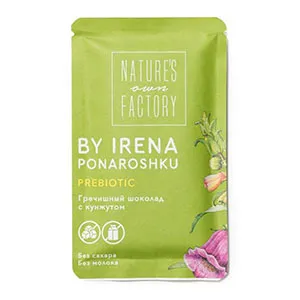 NATURE'S
own
FACTORY
BY IRENA
PONAROSHKU
PREBIOTIC
Гречишный шоколад
с кунжутом
Без сахара
Без молока